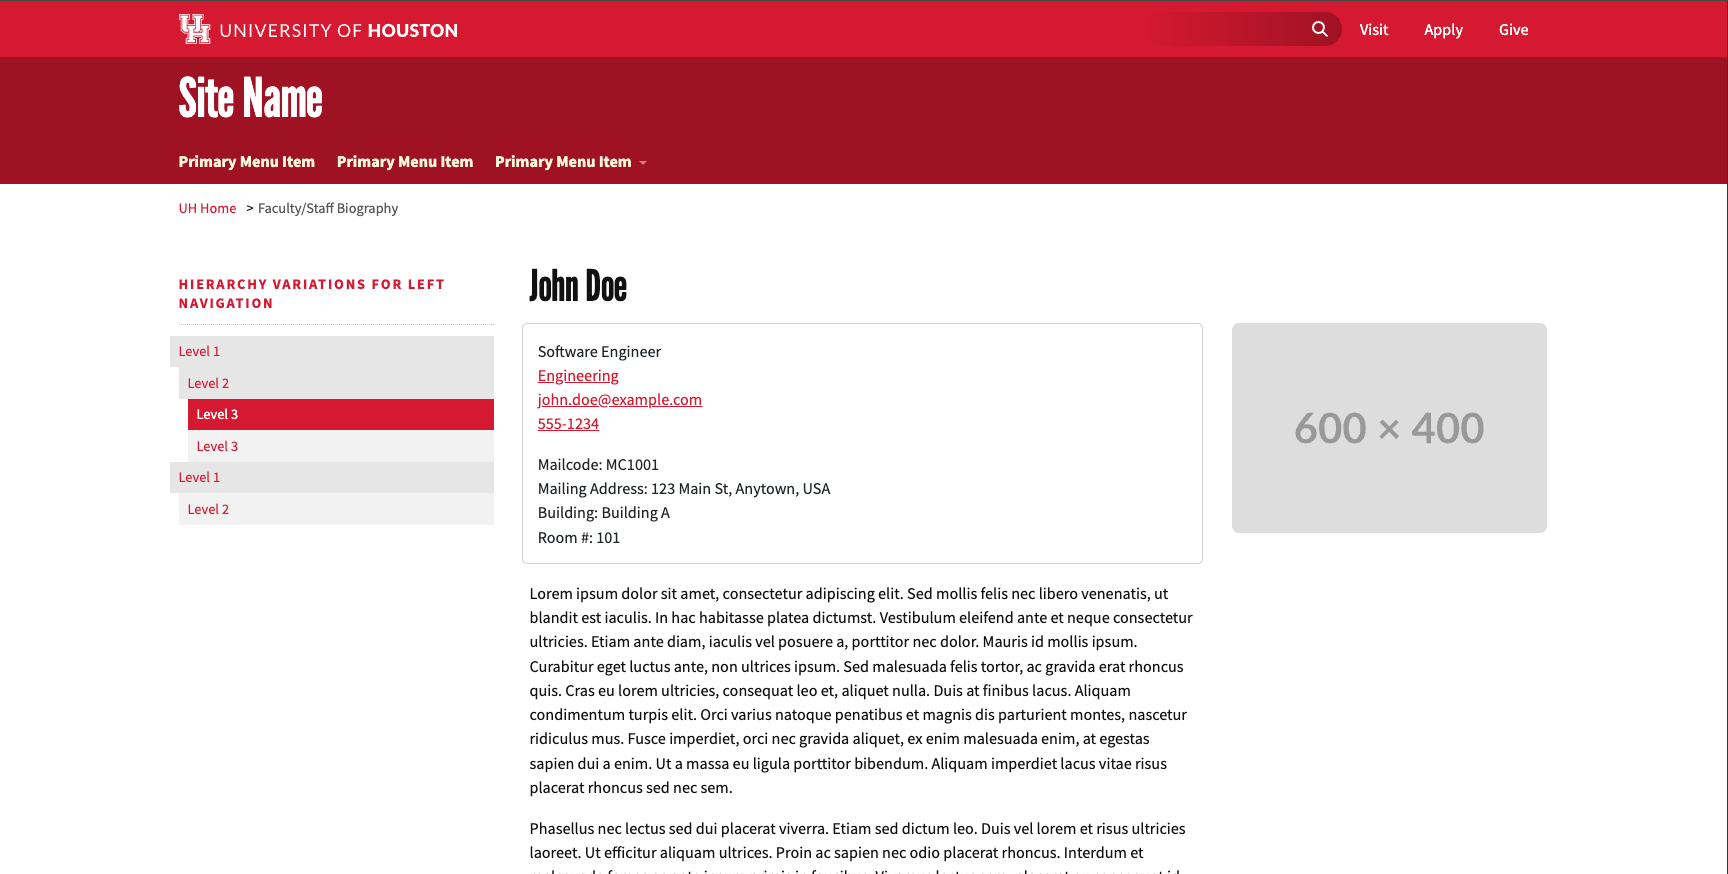 UNIVERSITY OF HOUSTON
Visit Apply Give
Site Name
Primary Menu Item Primary Menu Item Primary Menu Item
UH Home > Faculty/Staff Biography
HIERARCHY VARIATIONS FOR LEFT
NAVIGATION
Level 1
Level 2
Level 3
Level 3
Level 1
Level 2
John Doe
Software Engineer
Engineering
john.doe@example.com
555-1234
Mailcode: MC1001
Mailing Address: 123 Main St, Anytown, USA
Building: Building A
Room #: 101
600 × 400
Lorem ipsum dolor sit amet, consectetur adipiscing elit. Sed mollis felis nec libero venenatis, ut
blandit est iaculis. In hac habitasse platea dictumst. Vestibulum eleifend ante et neque consectetur
ultricies. Etiam ante diam, iaculis vel posuere a, porttitor nec dolor. Mauris id mollis ipsum.
Curabitur eget luctus ante, non ultrices ipsum. Sed malesuada felis tortor, ac gravida erat rhoncus
quis. Cras eu lorem ultricies, consequat leo et, aliquet nulla. Duis at finibus lacus. Aliquam
condimentum turpis elit. Orci varius natoque penatibus et magnis dis parturient montes, nascetur
ridiculus mus. Fusce imperdiet, orci nec gravida aliquet, ex enim malesuada enim, at egestas
sapien dui a enim. Ut a massa eu ligula porttitor bibendum. Aliquam imperdiet lacus vitae risus
placerat rhoncus sed nec sem.
Phasellus nec lectus sed dui placerat viverra. Etiam sed dictum leo. Duis vel lorem et risus ultricies
laoreet. Ut efficitur aliquam ultrices. Proin ac sapien nec odio placerat rhoncus. Interdum et